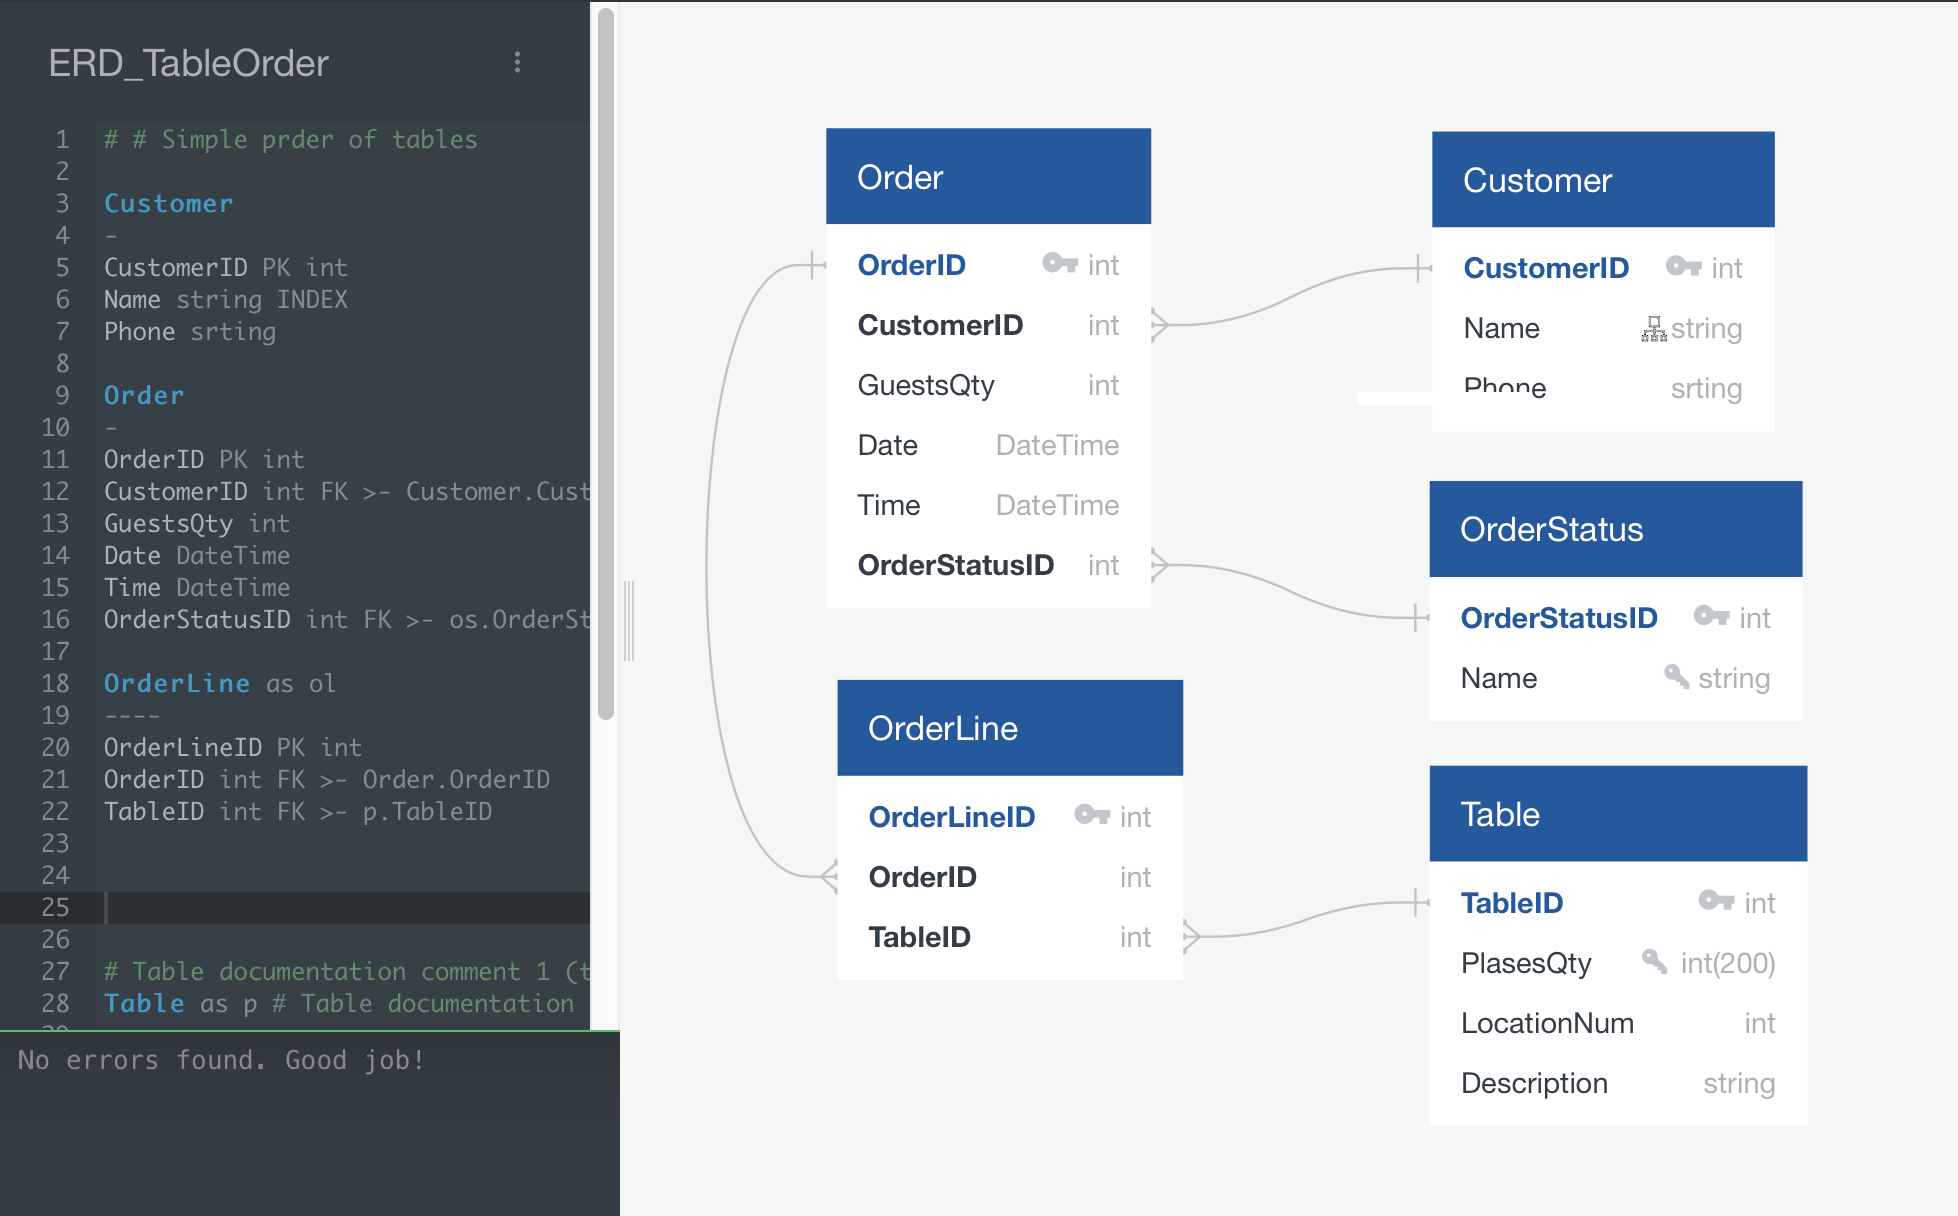 ERD_TableOrder
1 # # Simple prder of tables
2
3 Customer
4 -
5 CustomerID PK int
6 Name string INDEX
7 Phone srting
8
9 Order
10 -
11 OrderID PK int
12 CustomerID int FK >- Customer.Cust
13 GuestsQty int
14 Date DateTime
15 Time DateTime
16 OrderStatusID int FK >- os.OrderSt
17
18 OrderLine as ol
19 ----
20 OrderLineID PK int
21 OrderID int FK >- Order.OrderID
22 TableID int FK >- p.TableID
23
24
25
26
27 # Table documentation comment 1 (t
28 Table as p # Table documentation
29
No errors found. Good job!
Order
OrderID int
CustomerID int
GuestsQty int
Date DateTime
Time DateTime
OrderStatusID int
Customer
CustomerID int
Name string
Phone srting
OrderStatus
OrderStatusID int
Name string
OrderLine
OrderLineID int
OrderID int
TableID int
Table
TableID int
PlasesQty int(200)
LocationNum int
Description string